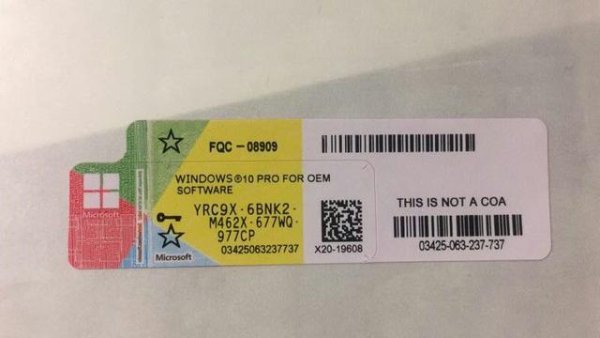 FQC - 08909
WINDOWS ®10 PRO FOR OEM
SOFTWARE
YRC9X - 6BNK2 -
M462X - 677WQ -
977CP
03425063237737
X20-19608
Microsoft
Microsoft
THIS IS NOT A COA
03425-063-237-737